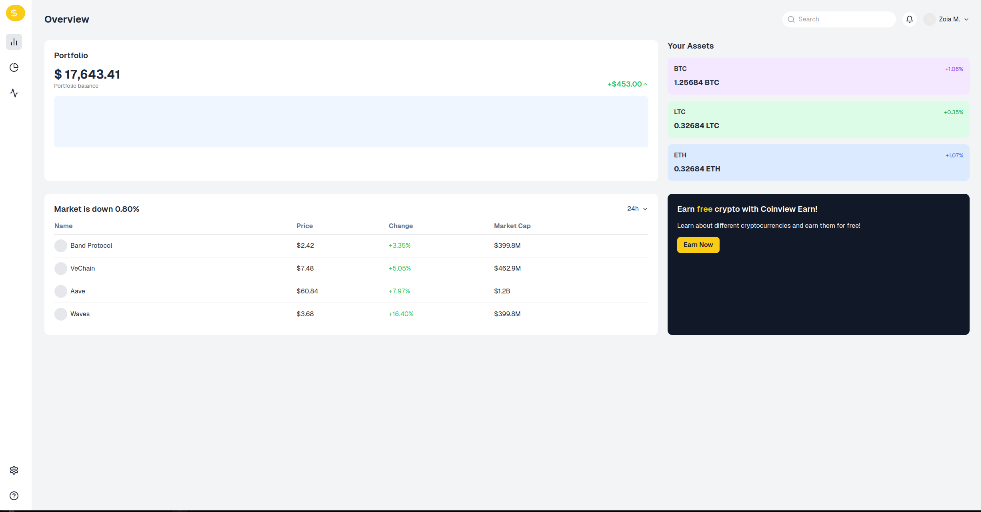 Overview
Search
Zoia M.
Portfolio
$ 17,643.41
Portfolio balance
+$453.00
Your Assets
BTC
+1.06%
1.25684 BTC
LTC
+0.35%
0.32684 LTC
ETH
+1.07%
0.32684 ETH
Market is down 0.80%
24h
Name Price Change Market Cap
Band Protocol $2.42 +3.35% $399.8M
VeChain $7.48 +5.06% $462.9M
Aave $60.84 +7.97% $1.2B
Waves $3.68 +16.40% $399.8M
Earn free crypto with Coinview Earn!
Learn about different cryptocurrencies and earn them for free!
Earn Now